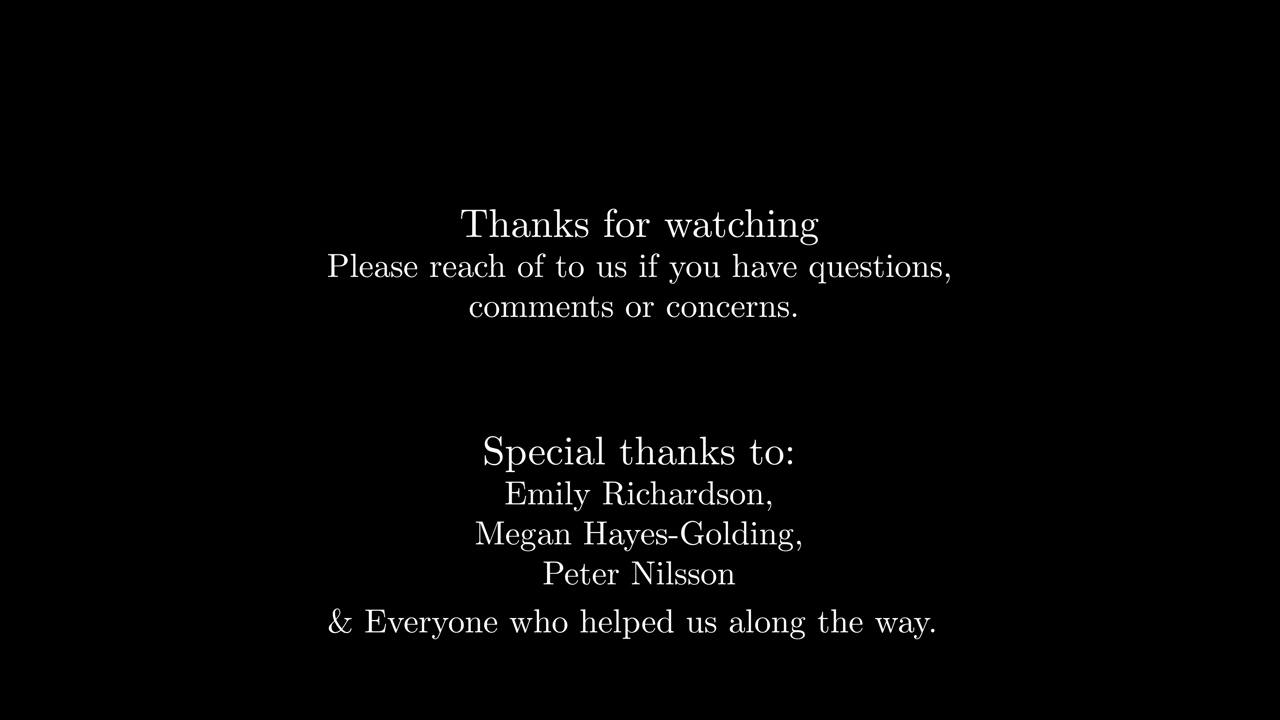 Thanks for watching
Please reach of to us if you have questions,
comments or concerns.
Special thanks to:
Emily Richardson,
Megan Hayes-Golding,
Peter Nilsson
& Everyone who helped us along the way.